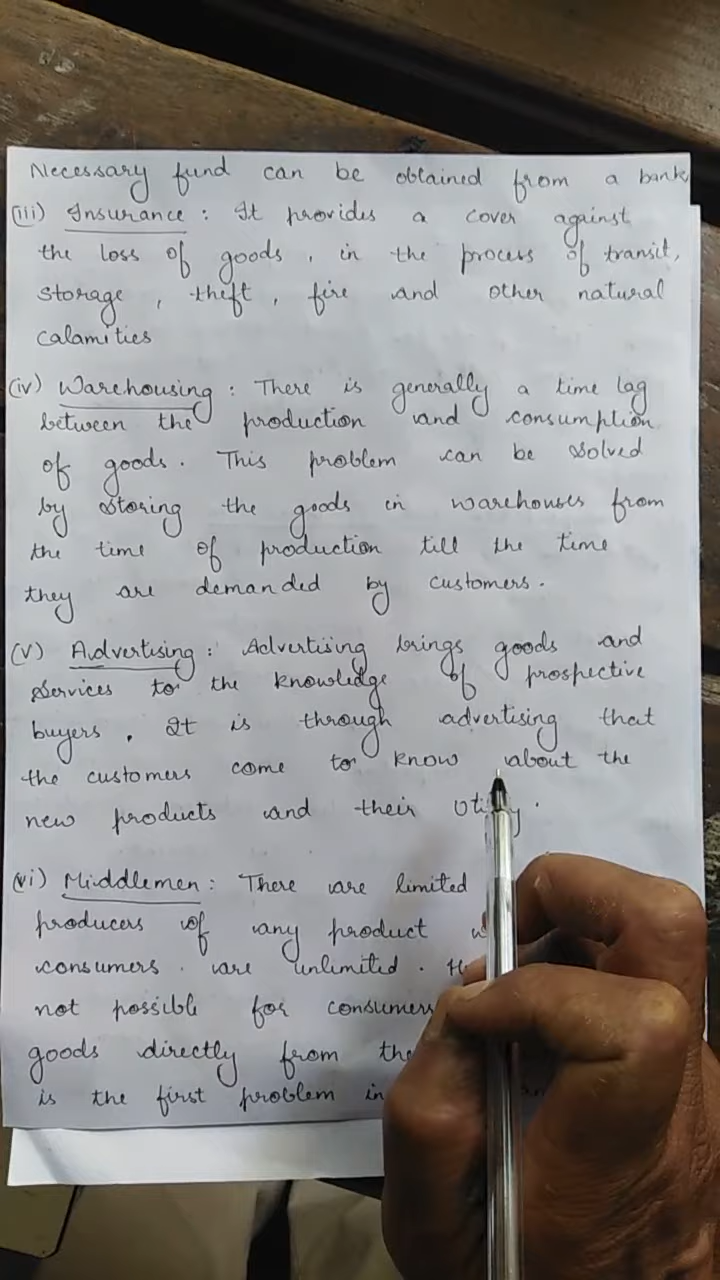 Necessary fund can be obtained from a bank
(iii) Insurance : It provides a cover against
the loss of goods , in the process of transit,
storage , theft , fire and other natural
calamities
(iv) Warehousing : There is generally a time lag
between the production and consumption
of goods . This problem can be solved
by storing the goods in warehouses from
the time of production till the time
they are demanded by customers .
(v) Advertising : Advertising brings goods and
services to the knowledge of prospective
buyers . It is through advertising that
the customers come to know about the
new products and their
(vi) Middlemen : There are limited
producers of any product
consumers . are unlimited .
not possible for consumers
goods directly from the
is the first problem in